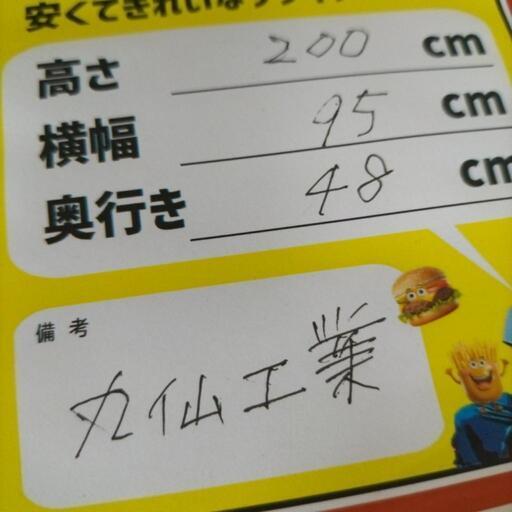 安くてきれいな
高さ 200 cm
横幅 95 cm
奥行き 48 cm
備考
丸仙工業